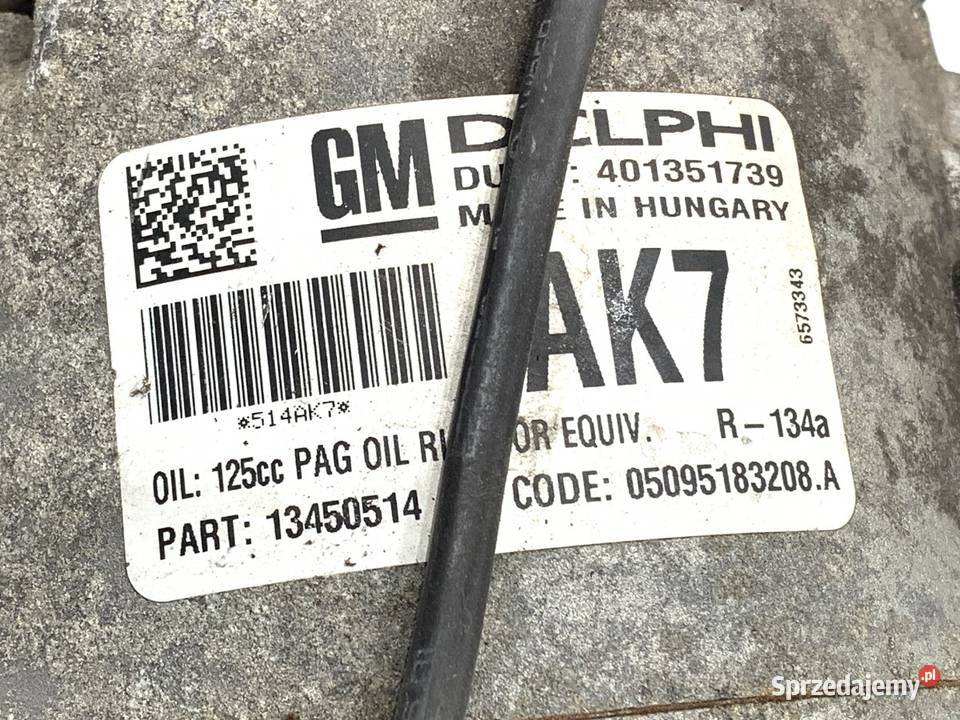 GM
401351739
IN HUNGARY
AK7
6573343
*514AK7*
OIL: 125cc PAG OIL OR EQUIV. R-134a
PART: 13450514 CODE: 05095183208.A
Sprzedajemy.pl